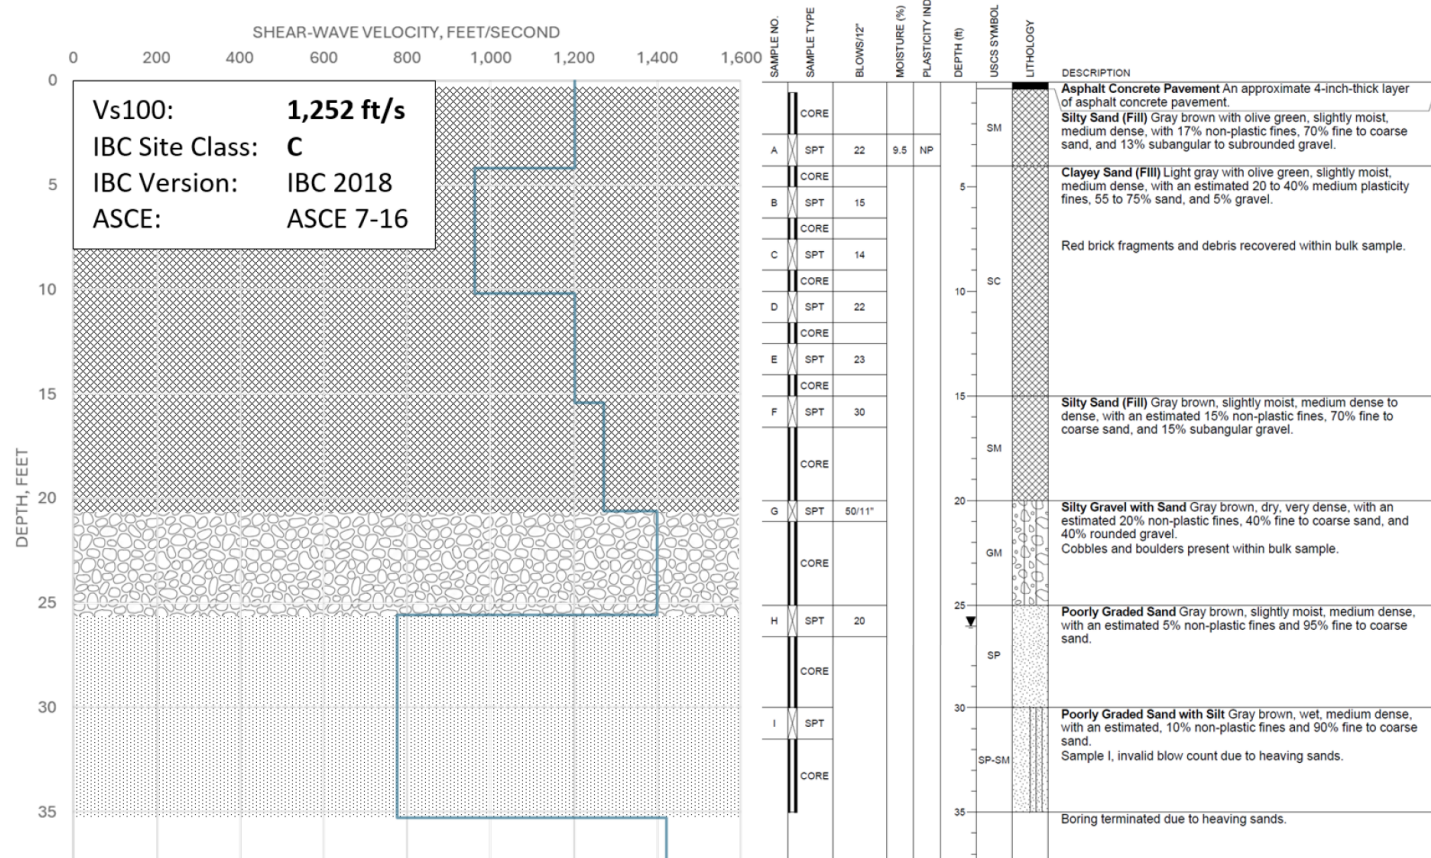 SHEAR-WAVE VELOCITY, FEET/SECOND
0 200 400 600 800 1,000 1,200 1,400 1,600
DEPTH, FEET
0
5
10
15
20
25
30
35
Vs100: 1,252 ft/s
IBC Site Class: C
IBC Version: IBC 2018
ASCE: ASCE 7-16
SAMPLE NO.
SAMPLE TYPE
BLOWS/12"
MOISTURE (%)
PLASTICITY IND
DEPTH (ft)
USCS SYMBOL
LITHOLOGY
DESCRIPTION
CORE
A SPT 22 9.5 NP
CORE
B SPT 15
CORE
C SPT 14
CORE
D SPT 22
CORE
E SPT 23
CORE
F SPT 30
CORE
G SPT 50/11"
CORE
H SPT 20
CORE
I SPT
CORE
5
10
15
20
25
30
35
SM
SC
SM
GM
SP
SP-SM
Asphalt Concrete Pavement An approximate 4-inch-thick layer
of asphalt concrete pavement.
Silty Sand (Fill) Gray brown with olive green, slightly moist,
medium dense, with 17% non-plastic fines, 70% fine to coarse
sand, and 13% subangular to subrounded gravel.
Clayey Sand (FIll) Light gray with olive green, slightly moist,
medium dense, with an estimated 20 to 40% medium plasticity
fines, 55 to 75% sand, and 5% gravel.
Red brick fragments and debris recovered within bulk sample.
Silty Sand (Fill) Gray brown, slightly moist, medium dense to
dense, with an estimated 15% non-plastic fines, 70% fine to
coarse sand, and 15% subangular gravel.
Silty Gravel with Sand Gray brown, dry, very dense, with an
estimated 20% non-plastic fines, 40% fine to coarse sand, and
40% rounded gravel.
Cobbles and boulders present within bulk sample.
Poorly Graded Sand Gray brown, slightly moist, medium dense,
with an estimated 5% non-plastic fines and 95% fine to coarse
sand.
Poorly Graded Sand with Silt Gray brown, wet, medium dense,
with an estimated, 10% non-plastic fines and 90% fine to coarse
sand.
Sample I, invalid blow count due to heaving sands.
Boring terminated due to heaving sands.